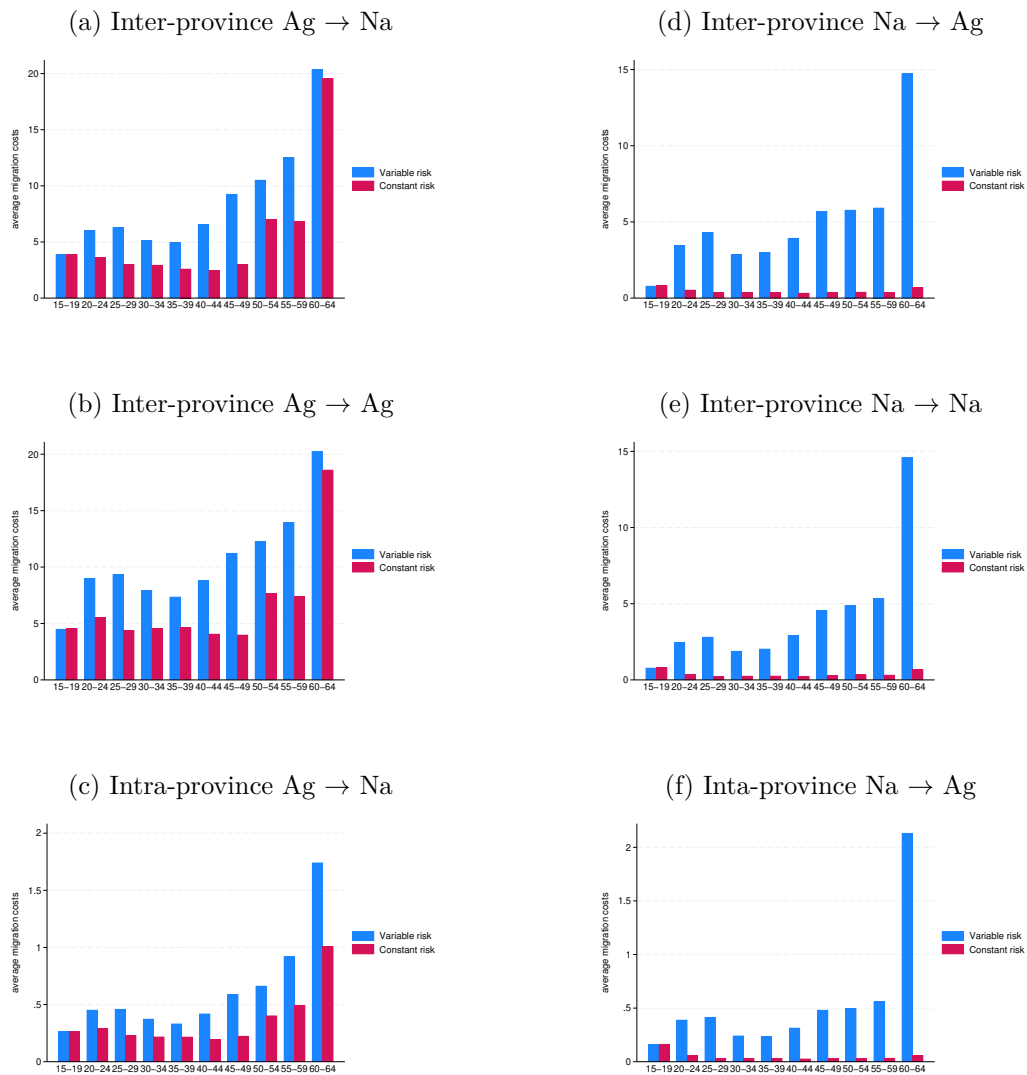 (a) Inter-province Ag → Na
average migration costs
20
15
10
5
0
15−19 20−24 25−29 30−34 35−39 40−44 45−49 50−54 55−59 60−64
Variable risk
Constant risk
(d) Inter-province Na → Ag
average migration costs
15
10
5
0
15−19 20−24 25−29 30−34 35−39 40−44 45−49 50−54 55−59 60−64
Variable risk
Constant risk
(b) Inter-province Ag → Ag
average migration costs
20
15
10
5
0
15−19 20−24 25−29 30−34 35−39 40−44 45−49 50−54 55−59 60−64
Variable risk
Constant risk
(e) Inter-province Na → Na
average migration costs
15
10
5
0
15−19 20−24 25−29 30−34 35−39 40−44 45−49 50−54 55−59 60−64
Variable risk
Constant risk
(c) Intra-province Ag → Na
average migration costs
2
1.5
1
.5
0
15−19 20−24 25−29 30−34 35−39 40−44 45−49 50−54 55−59 60−64
Variable risk
Constant risk
(f) Inta-province Na → Ag
average migration costs
2
1.5
1
.5
0
15−19 20−24 25−29 30−34 35−39 40−44 45−49 50−54 55−59 60−64
Variable risk
Constant risk